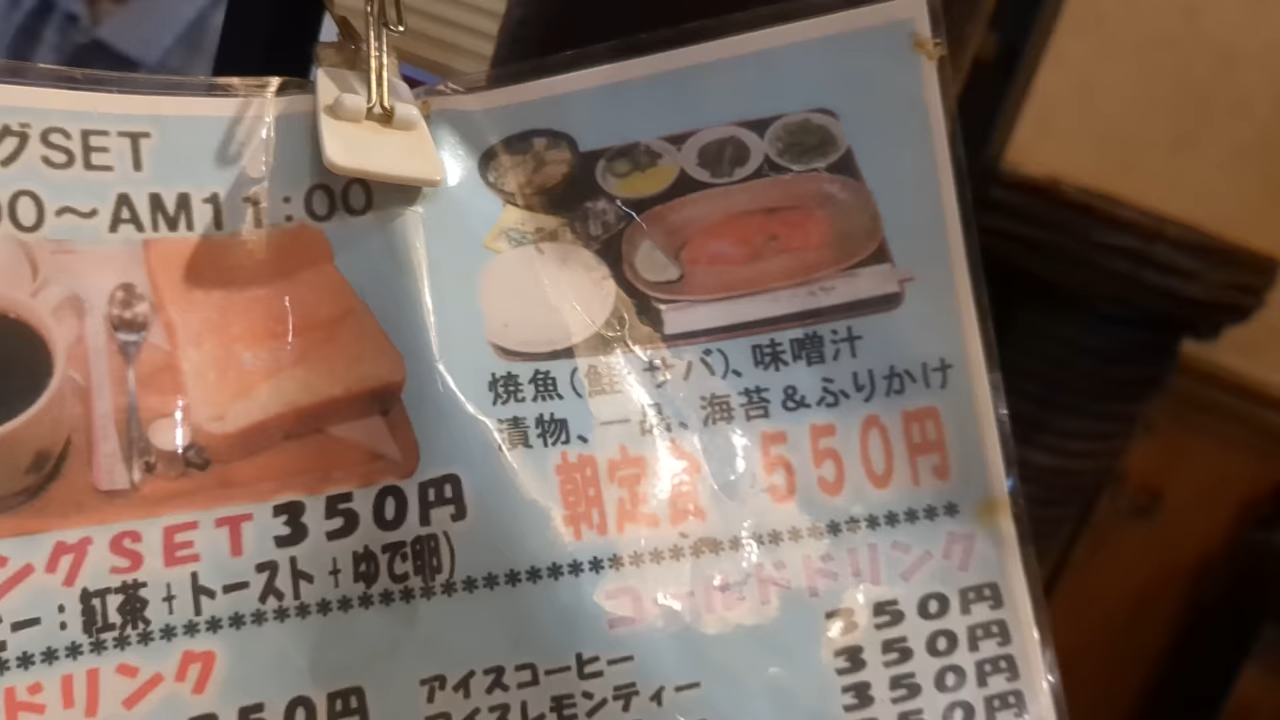 グSET
00～AM11:00
ングSET 350円
ヒー：紅茶＋トースト＋ゆで卵)
焼魚(鮭 サバ)、味噌汁
漬物、一品、海苔＆ふりかけ
朝定食 550円
*********************************
ドリンク
350円
コールドドリンク
アイスコーヒー 350円
アイスレモンティー 350円
350円